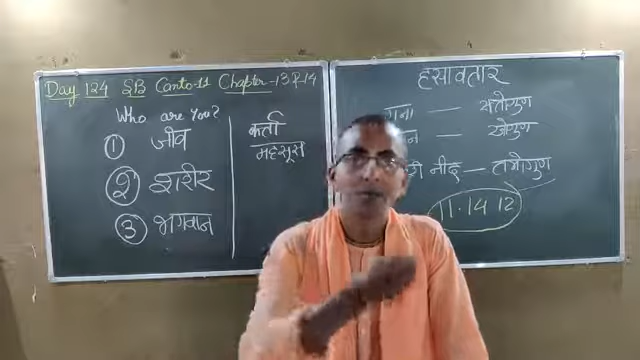 Day 124 SB Canto-11 Chapter-13 & 14
Who are You?
① जीव
② शरीर
③ भगवान
कर्ता
महसूस
हंसावतार
— सतोगुण
— रजोगुण
नींद — तमोगुण
11.14.12